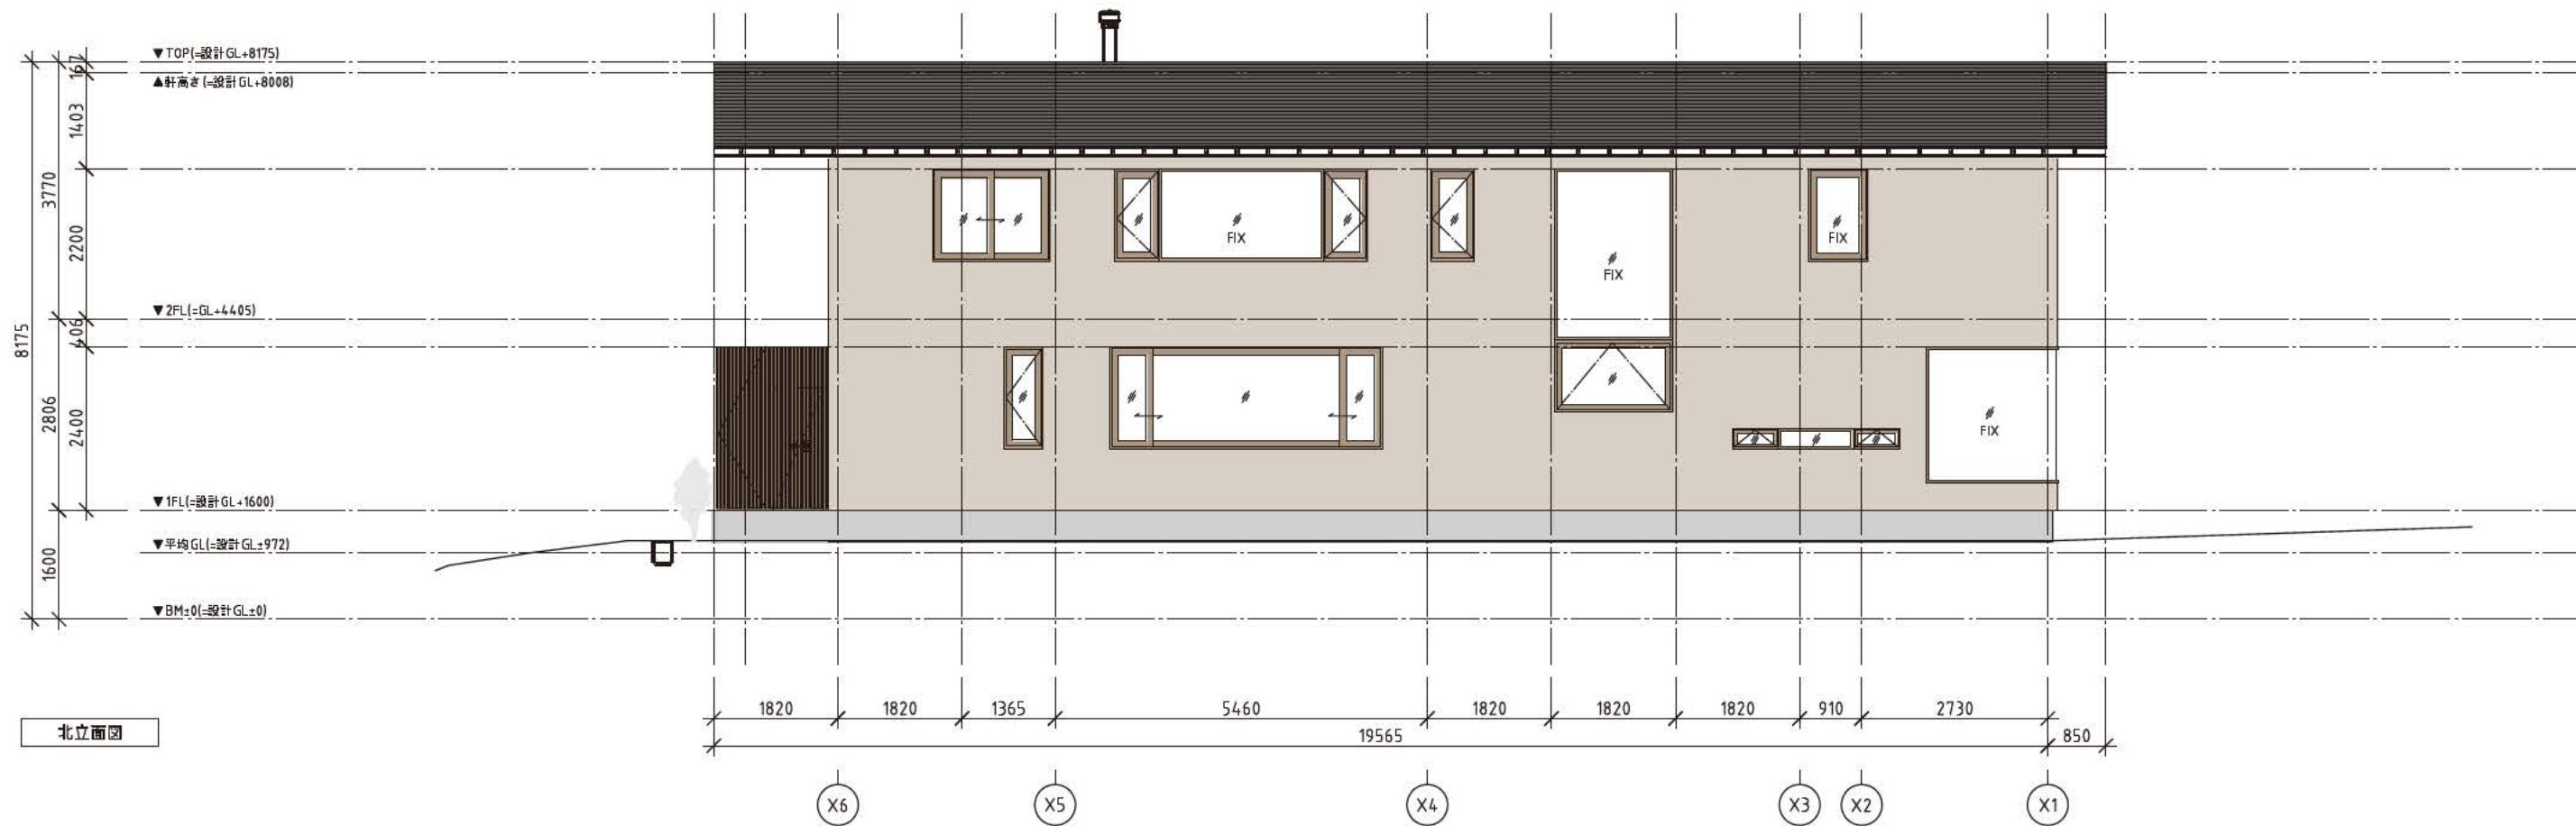 ▼TOP(=設計GL+8175)
▲軒高さ(=設計GL+8008)
▼2FL(=GL+4405)
▼1FL(=設計GL+1600)
▼平均GL(=設計GL±972)
▼BM±0(=設計GL±0)
8175
3770
2806
1600
167
1403
2200
406
2400
FIX
FIX
FIX
FIX
1820
1820
1365
5460
1820
1820
1820
910
2730
19565
850
北立面図
X6
X5
X4
X3
X2
X1